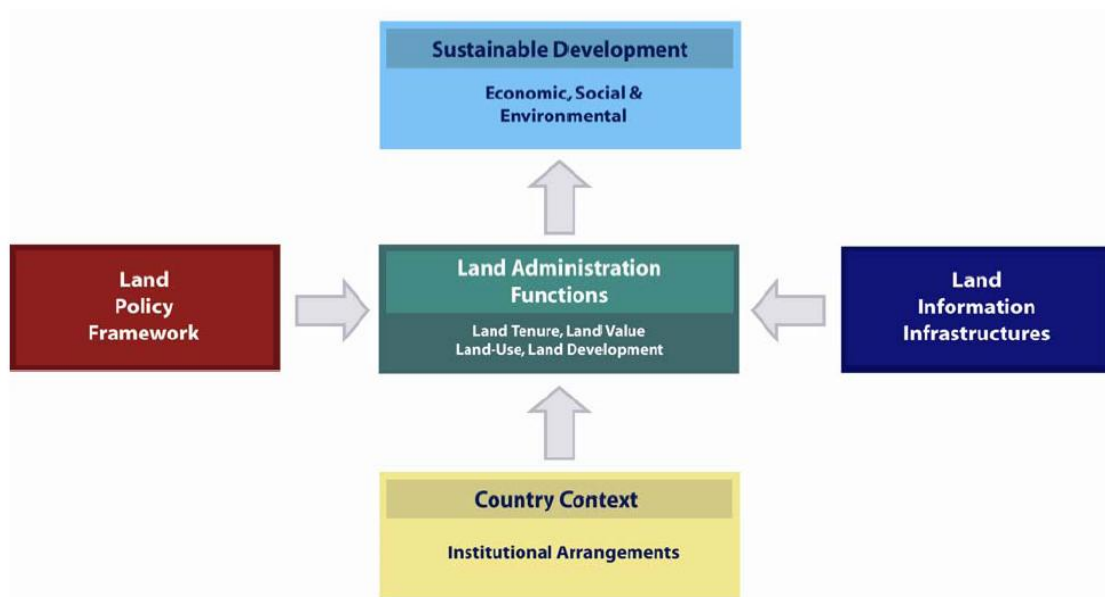 Sustainable Development
Economic, Social &
Environmental
Land
Policy
Framework
Land Administration
Functions
Land Tenure, Land Value
Land-Use, Land Development
Land
Information
Infrastructures
Country Context
Institutional Arrangements